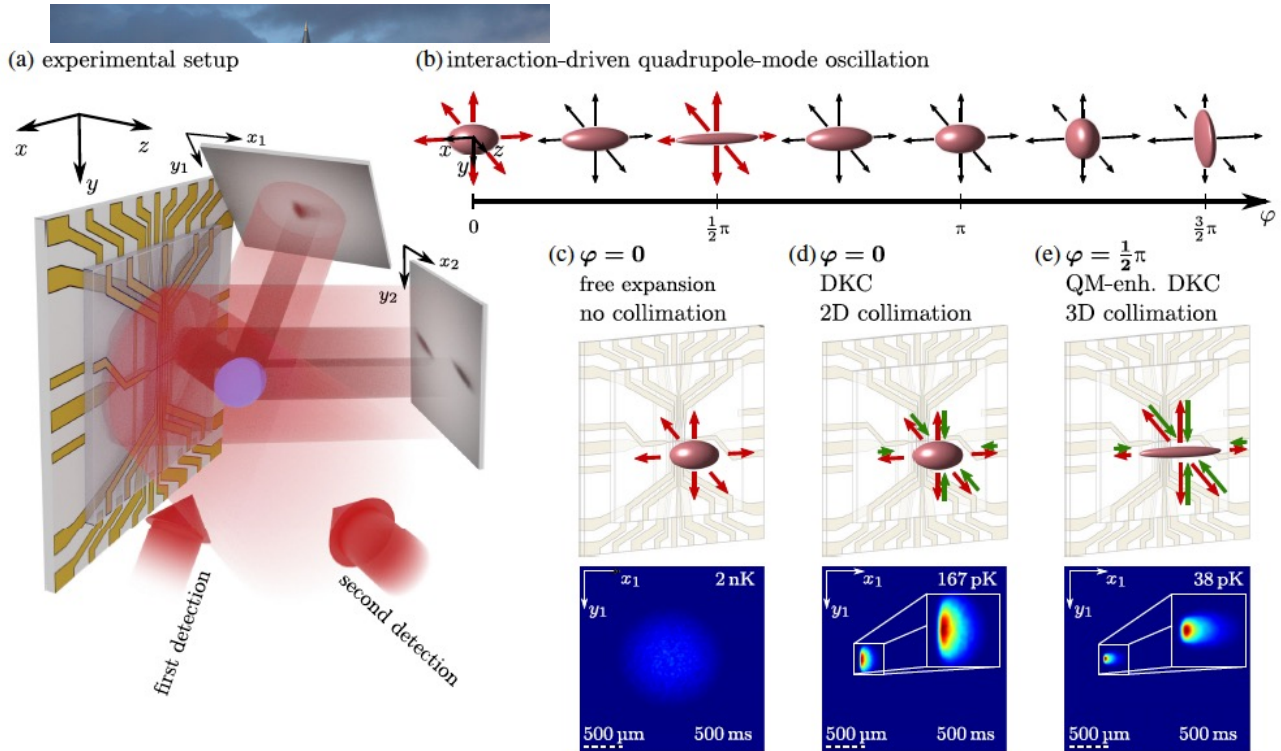 (a) experimental setup
x
z
y
x₁
y₁
x₂
y₂
first detection
second detection
(b) interaction-driven quadrupole-mode oscillation
x
z
y
0
½π
π
3/2π
φ
(c) φ = 0
free expansion
no collimation
x₁
2 nK
y₁
500 µm
500 ms
(d) φ = 0
DKC
2D collimation
x₁
167 pK
y₁
500 µm
500 ms
(e) φ = ½π
QM-enh. DKC
3D collimation
x₁
38 pK
y₁
500 µm
500 ms